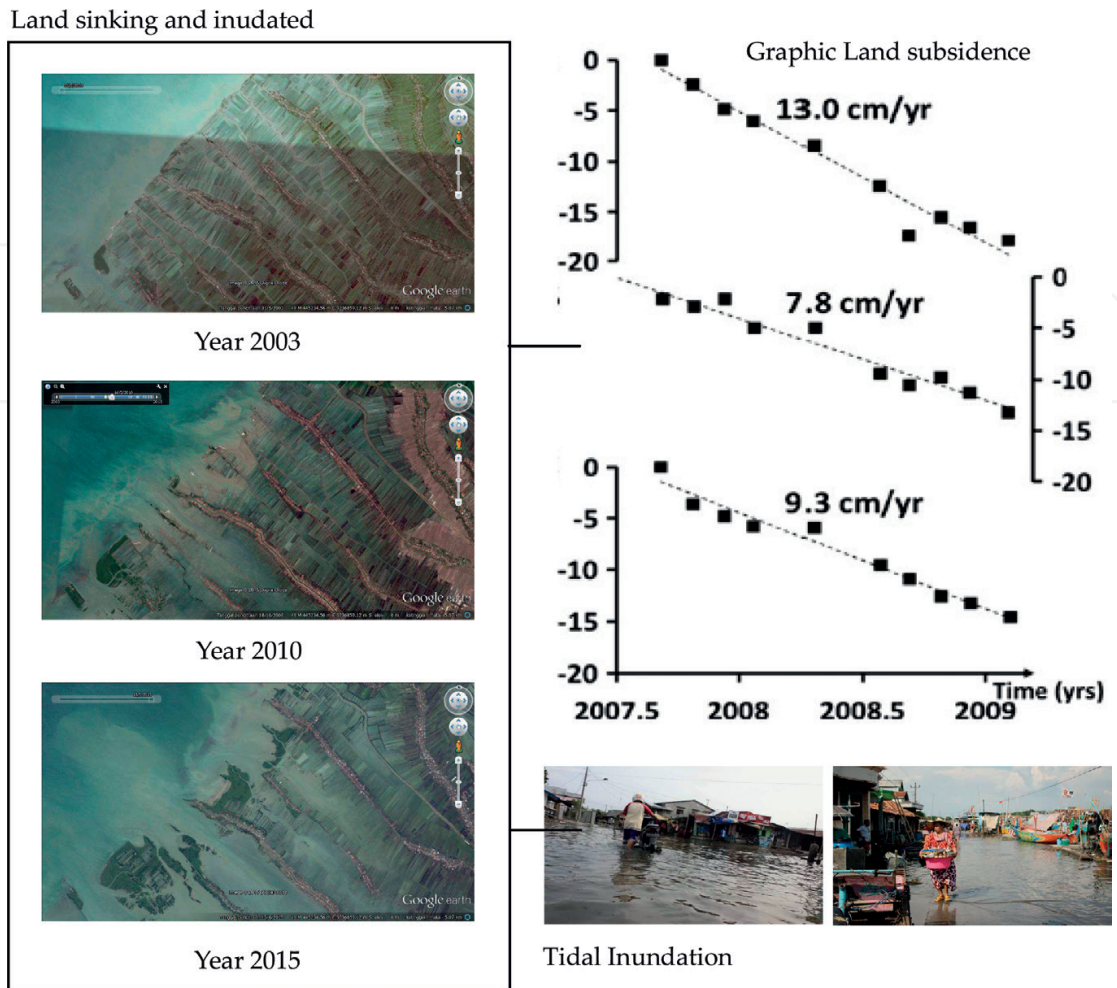 Land sinking and inudated
Google earth
Year 2003
Google earth
Year 2010
Google earth
Year 2015
Graphic Land subsidence
0
-5
-10
-15
-20
13.0 cm/yr
0
-5
-10
-15
-20
7.8 cm/yr
0
-5
-10
-15
-20
9.3 cm/yr
Time (yrs)
2007.5 2008 2008.5 2009
Tidal Inundation